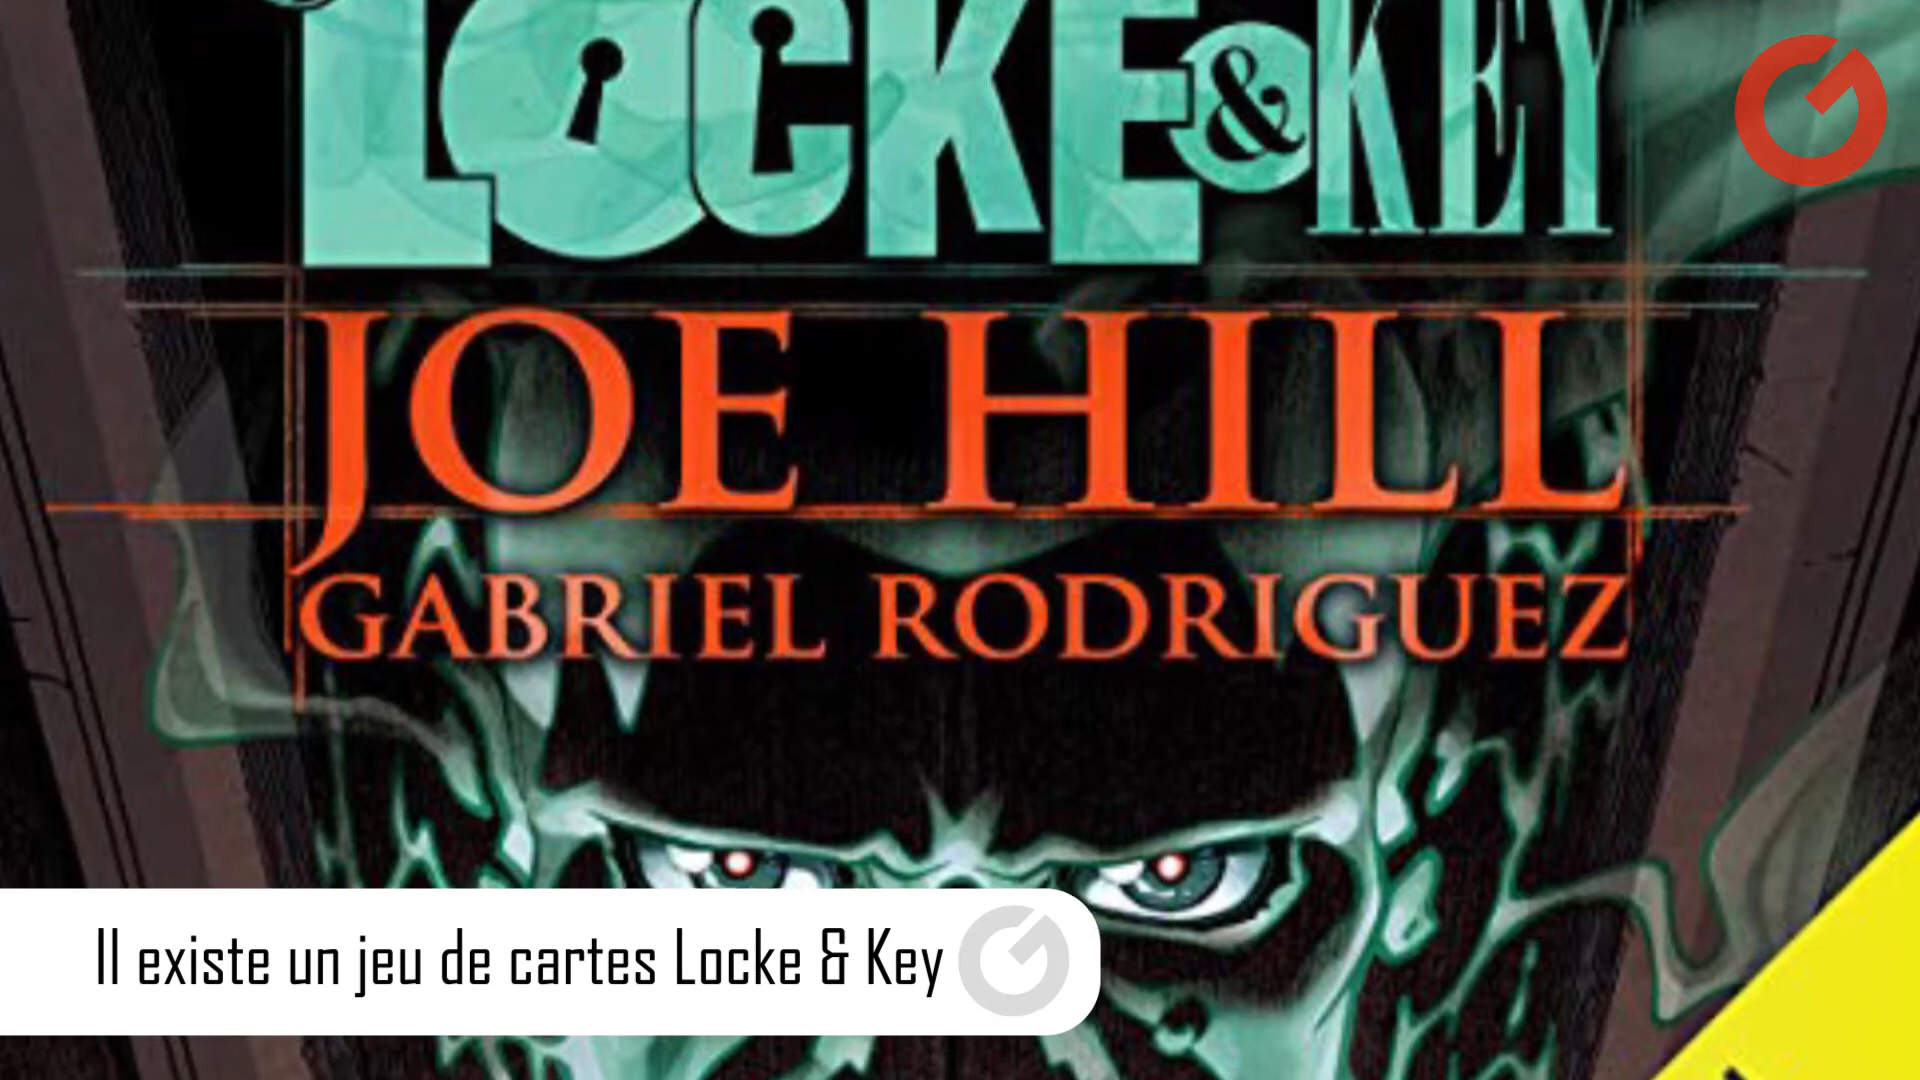 LOCKE & KEY
JOE HILL
GABRIEL RODRIGUEZ
Il existe un jeu de cartes Locke & Key